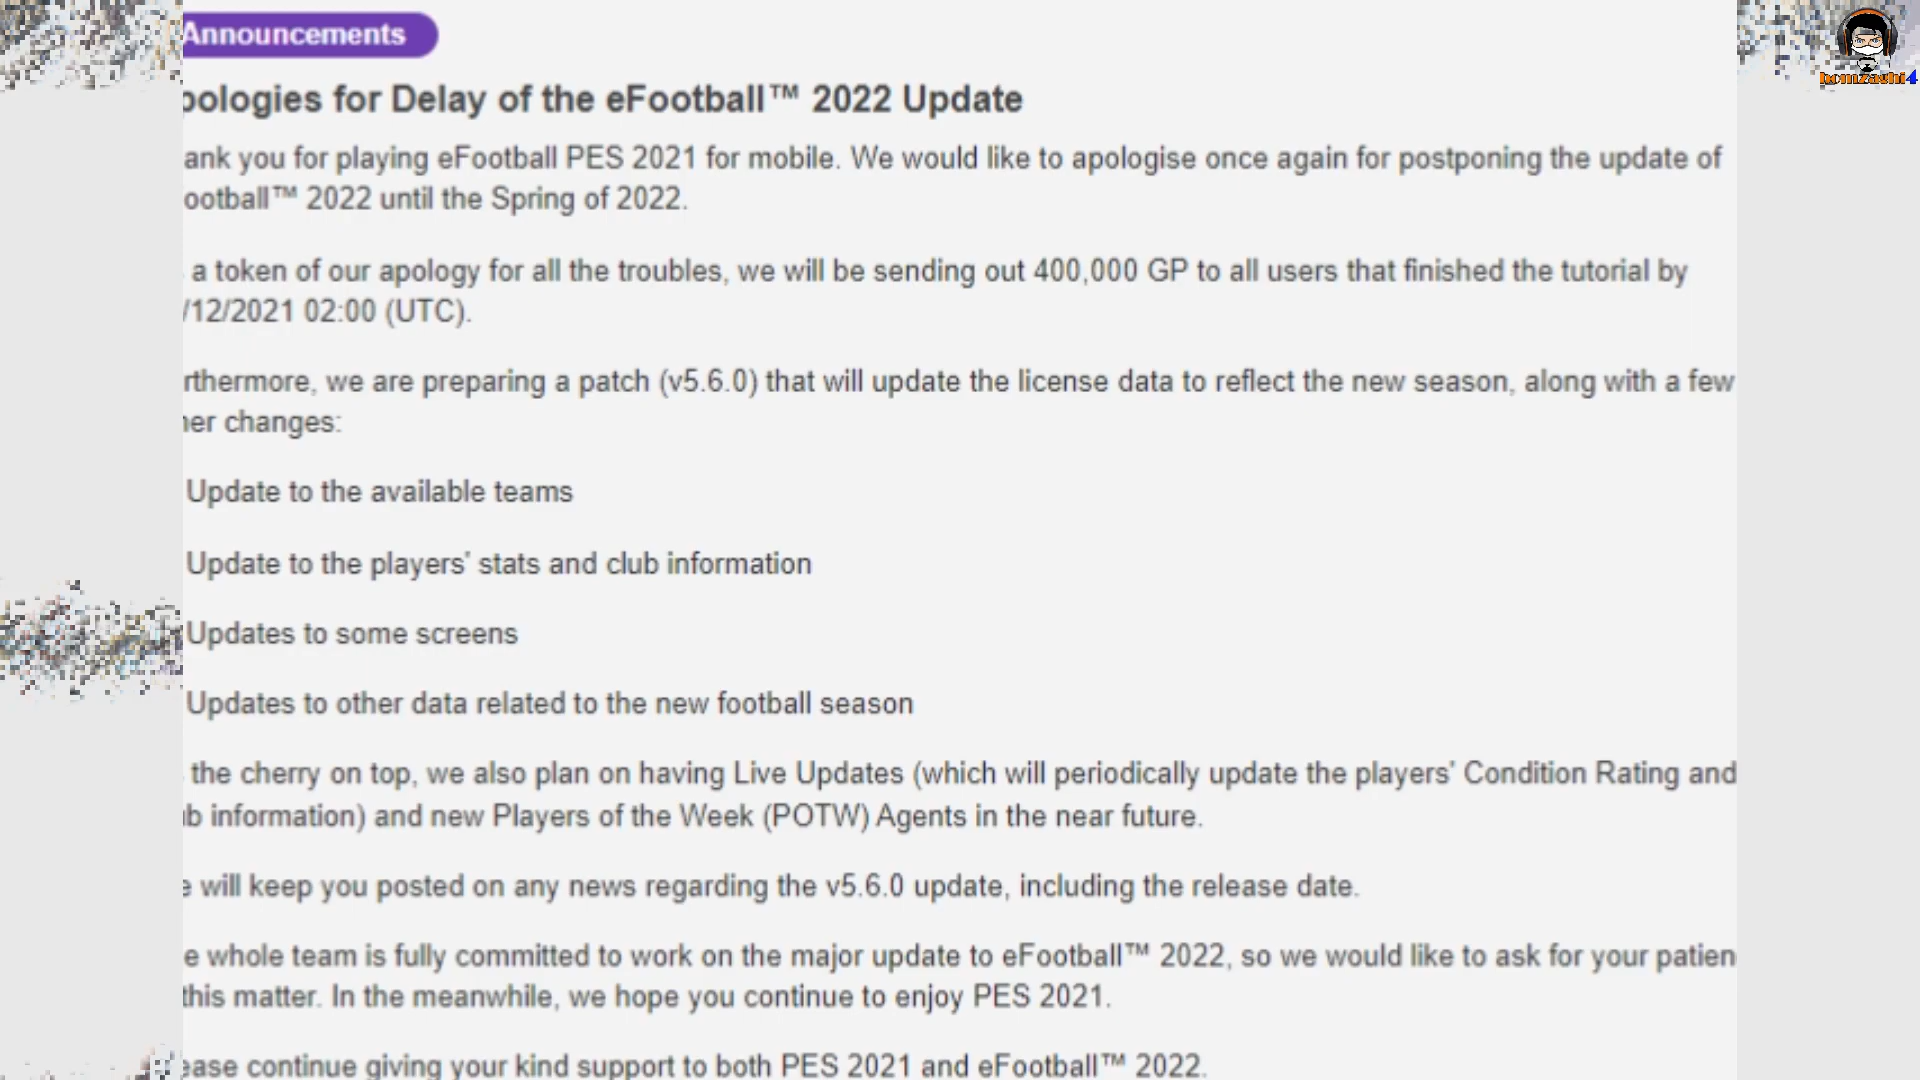 Announcements
pologies for Delay of the eFootball™ 2022 Update
ank you for playing eFootball PES 2021 for mobile. We would like to apologise once again for postponing the update of
ootball™ 2022 until the Spring of 2022.
a token of our apology for all the troubles, we will be sending out 400,000 GP to all users that finished the tutorial by
/12/2021 02:00 (UTC).
rthermore, we are preparing a patch (v5.6.0) that will update the license data to reflect the new season, along with a few
er changes:
Update to the available teams
Update to the players' stats and club information
Updates to some screens
Updates to other data related to the new football season
the cherry on top, we also plan on having Live Updates (which will periodically update the players' Condition Rating and
b information) and new Players of the Week (POTW) Agents in the near future.
e will keep you posted on any news regarding the v5.6.0 update, including the release date.
e whole team is fully committed to work on the major update to eFootball™ 2022, so we would like to ask for your patien
this matter. In the meanwhile, we hope you continue to enjoy PES 2021.
ease continue giving your kind support to both PES 2021 and eFootball™ 2022.